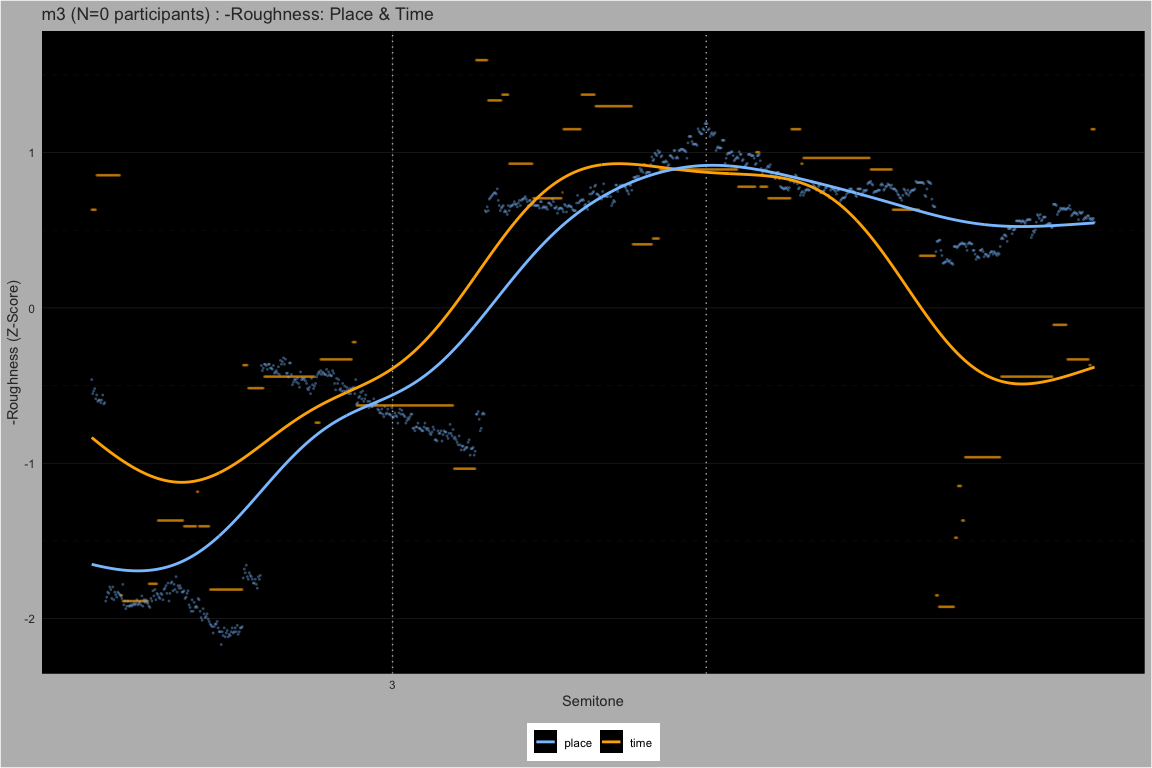 m3 (N=0 participants) : -Roughness: Place & Time
-Roughness (Z-Score)
1
0
-1
-2
3
Semitone
place
time